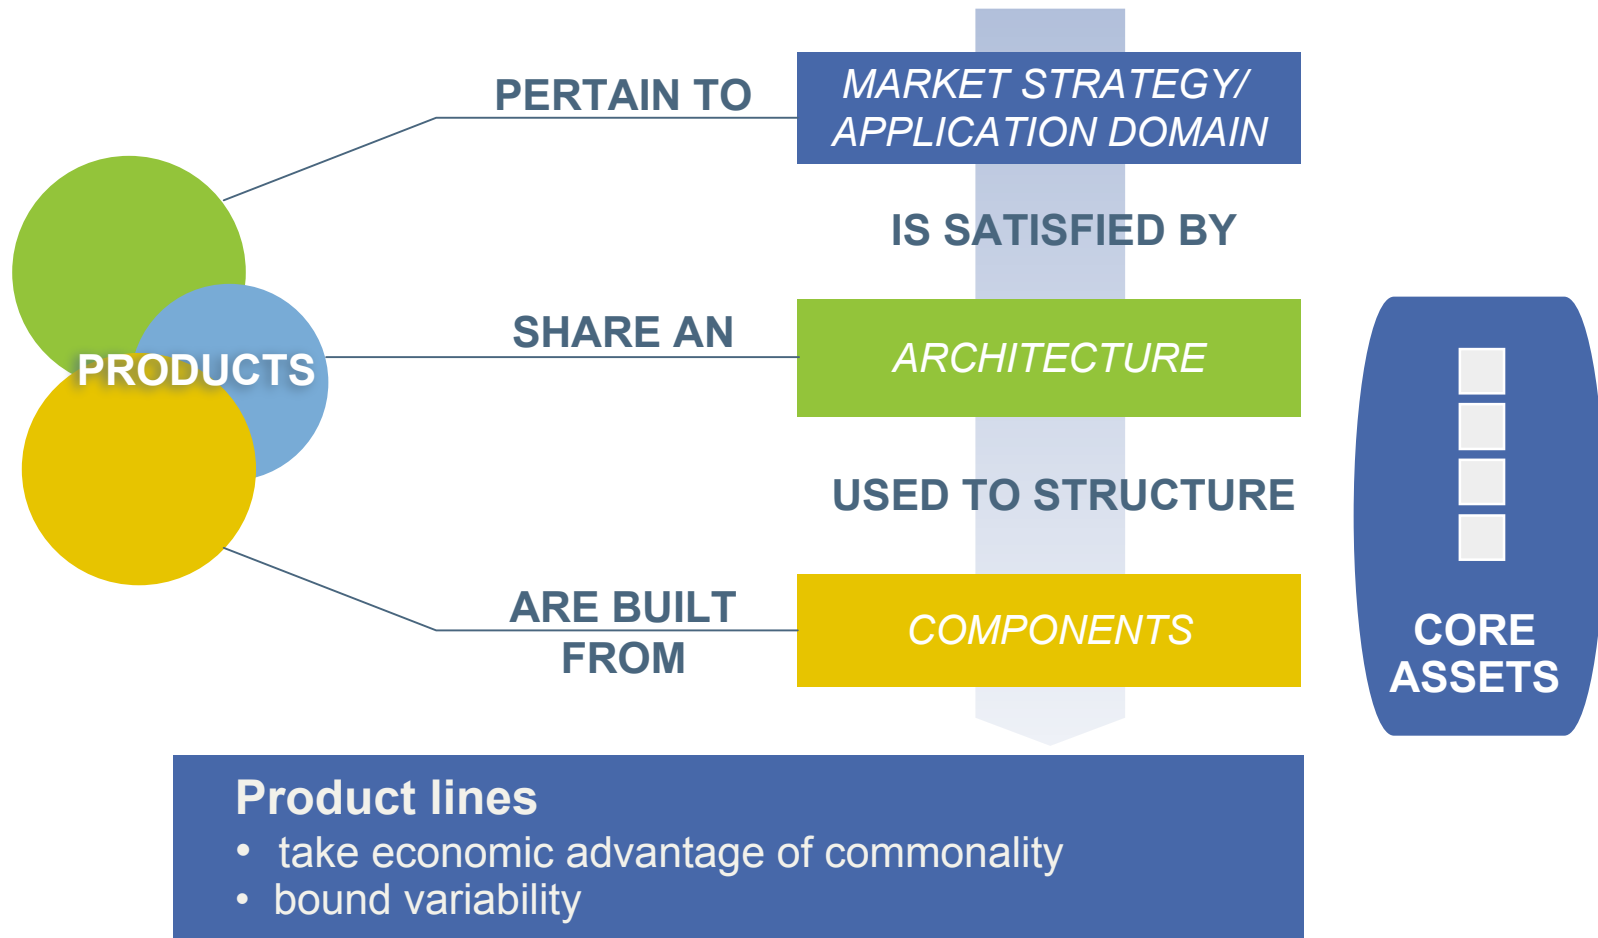 PERTAIN TO
MARKET STRATEGY/
APPLICATION DOMAIN
IS SATISFIED BY
PRODUCTS
SHARE AN
ARCHITECTURE
USED TO STRUCTURE
ARE BUILT
FROM
COMPONENTS
CORE
ASSETS
Product lines
• take economic advantage of commonality
• bound variability